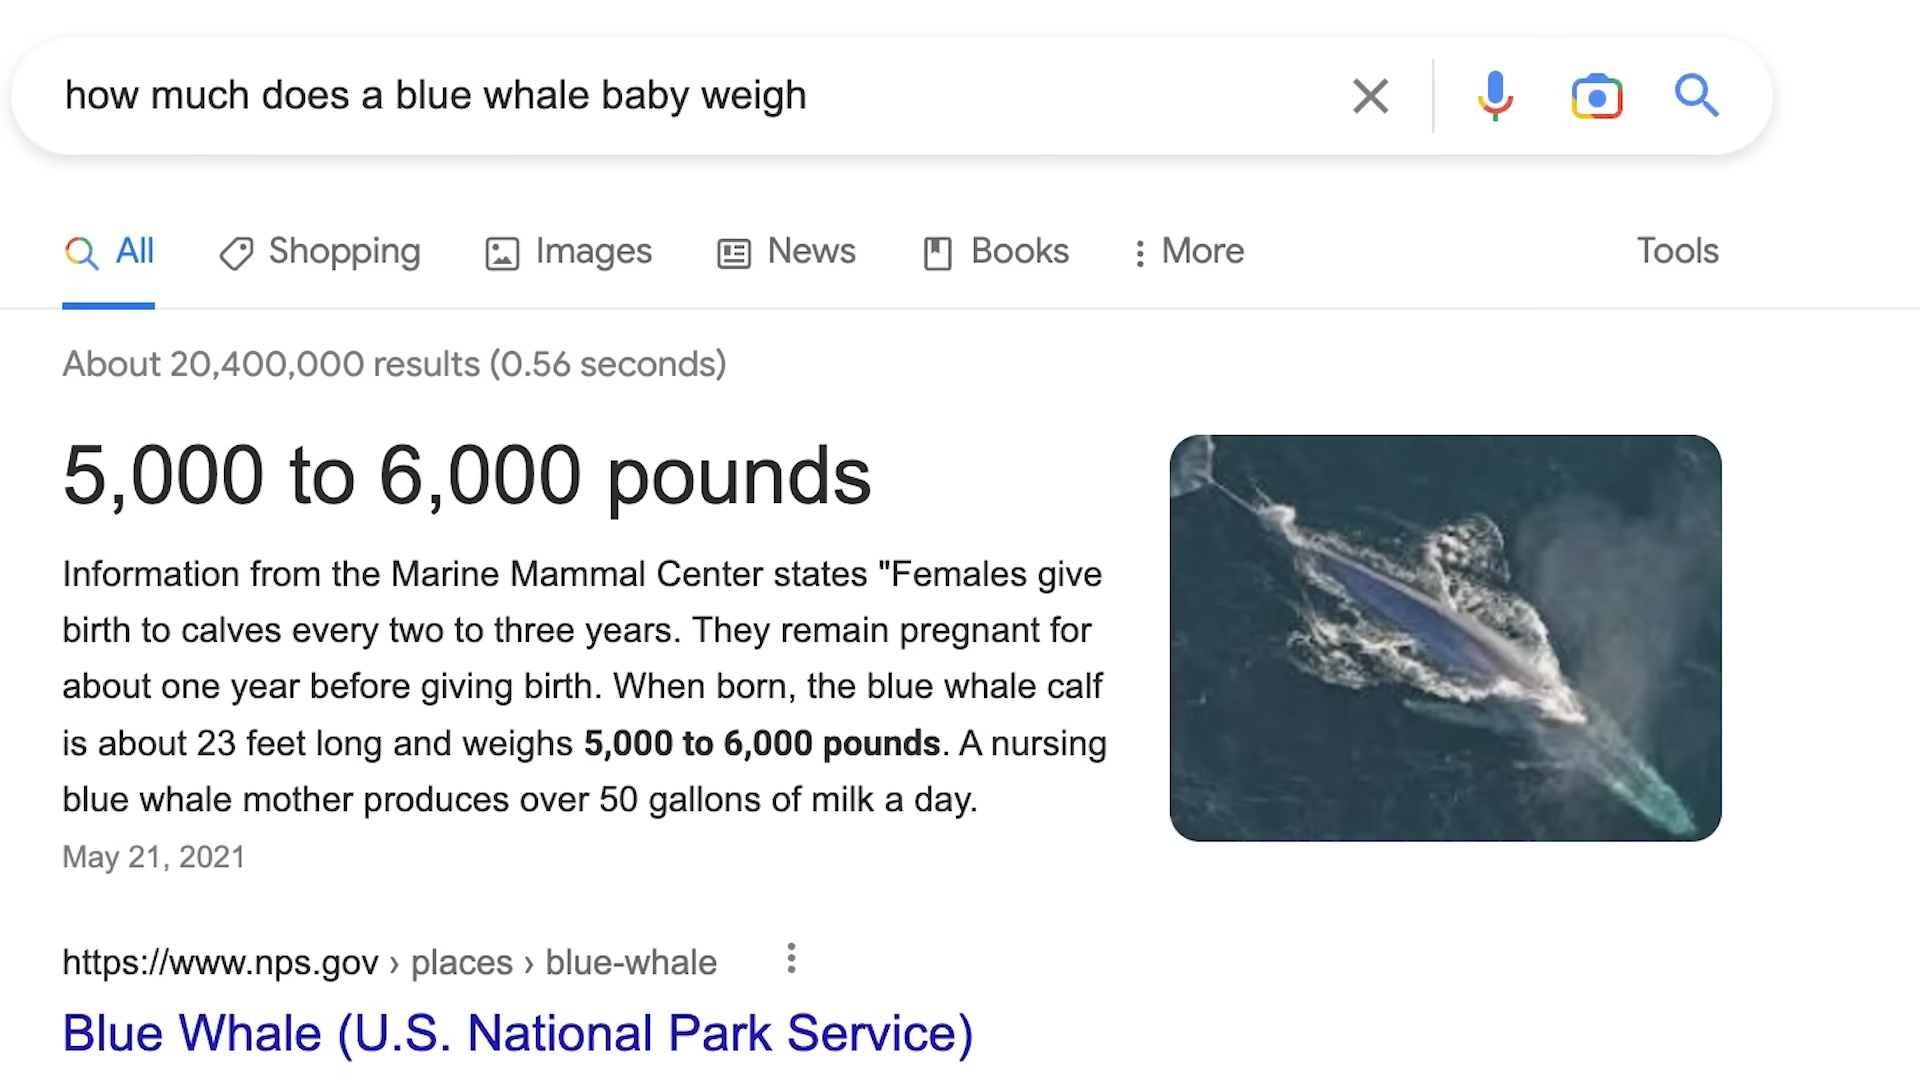 how much does a blue whale baby weigh
All Shopping Images News Books More Tools
About 20,400,000 results (0.56 seconds)
5,000 to 6,000 pounds
Information from the Marine Mammal Center states "Females give
birth to calves every two to three years. They remain pregnant for
about one year before giving birth. When born, the blue whale calf
is about 23 feet long and weighs 5,000 to 6,000 pounds. A nursing
blue whale mother produces over 50 gallons of milk a day.
May 21, 2021
https://www.nps.gov › places › blue-whale
Blue Whale (U.S. National Park Service)